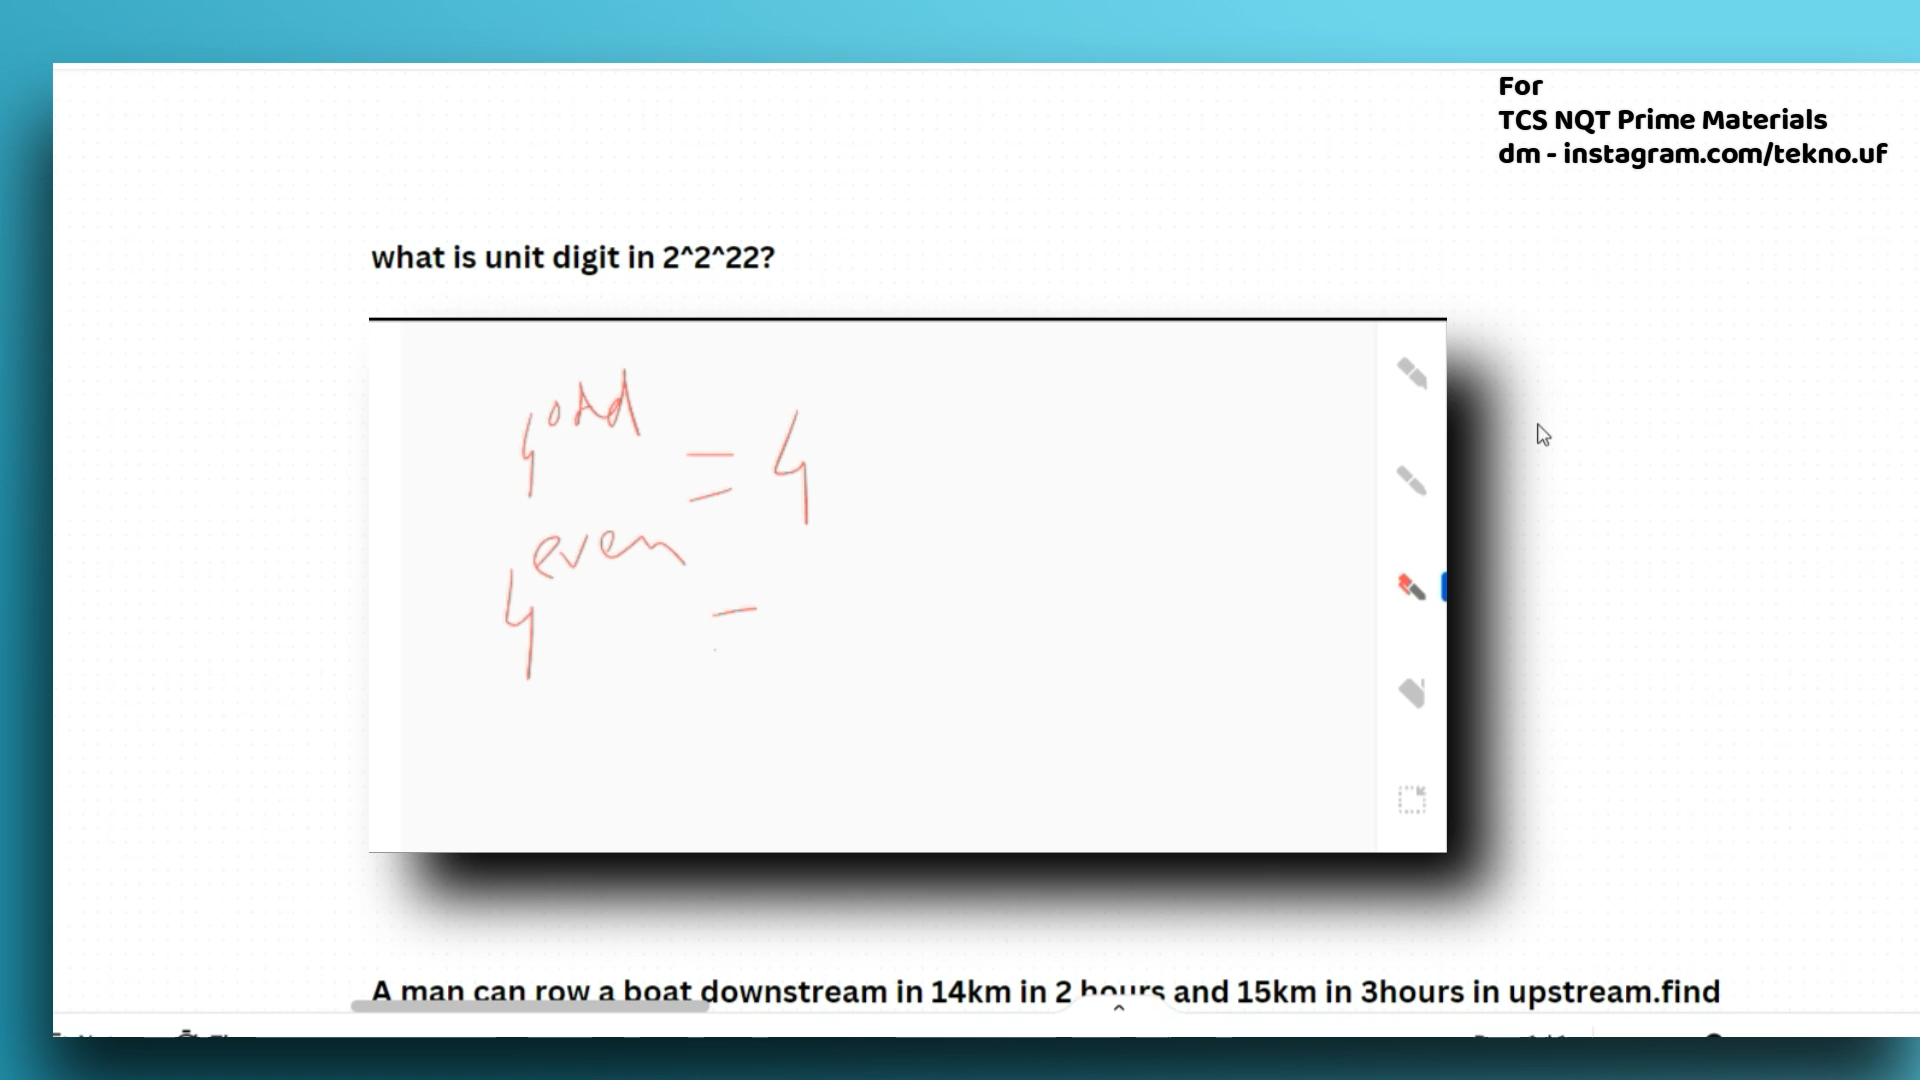 For
TCS NQT Prime Materials
dm - instagram.com/tekno.uf
what is unit digit in 2^2^22?
4^odd = 4
4^even -
A man can row a boat downstream in 14km in 2 hours and 15km in 3hours in upstream.find